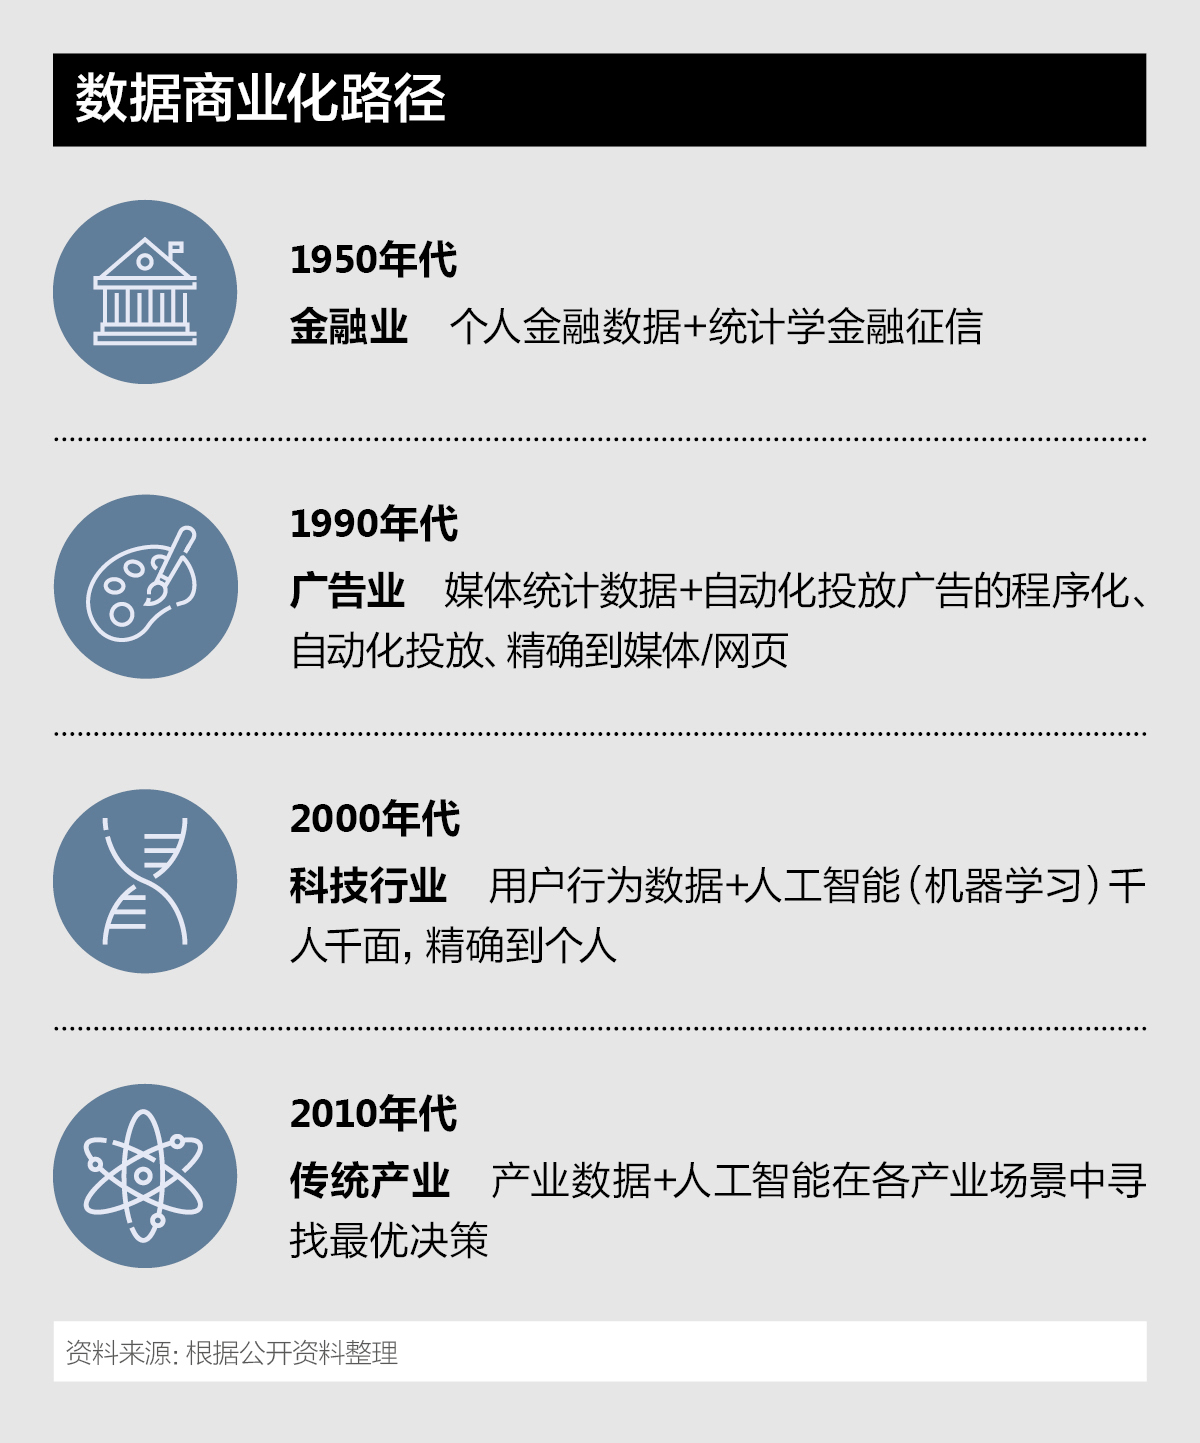 数据商业化路径
1950年代
金融业 个人金融数据+统计学金融征信
1990年代
广告业 媒体统计数据+自动化投放广告的程序化、
自动化投放、精确到媒体/网页
2000年代
科技行业 用户行为数据+人工智能（机器学习）千
人千面，精确到个人
2010年代
传统产业 产业数据+人工智能在各产业场景中寻
找最优决策
资料来源：根据公开资料整理